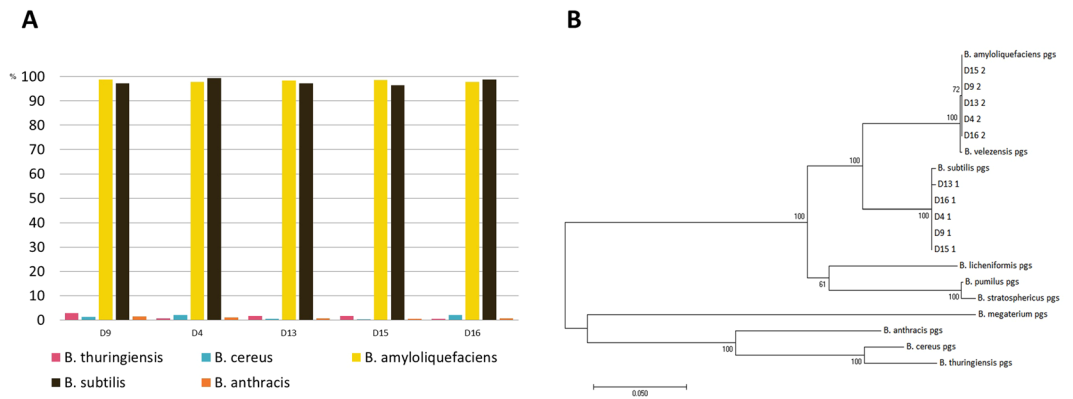 A
%
100
90
80
70
60
50
40
30
20
10
0
D9 D4 D13 D15 D16
B. thuringiensis B. cereus B. amyloliquefaciens
B. subtilis B. anthracis
B
B. amyloliquefaciens pgs
D15 2
72 D9 2
D13 2
100 D4 2
D16 2
B. velezensis pgs
100
B. subtilis pgs
D13 1
D16 1
100 D4 1
100
D9 1
D15 1
B. licheniformis pgs
61 B. pumilus pgs
100 B. stratosphericus pgs
B. megaterium pgs
B. anthracis pgs
100 B. cereus pgs
100 B. thuringiensis pgs
0.050